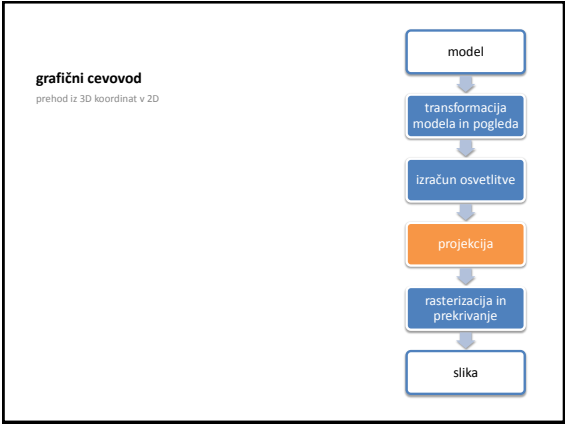 grafični cevovod
prehod iz 3D koordinat v 2D
model
transformacija
modela in pogleda
izračun osvetlitve
projekcija
rasterizacija in
prekrivanje
slika